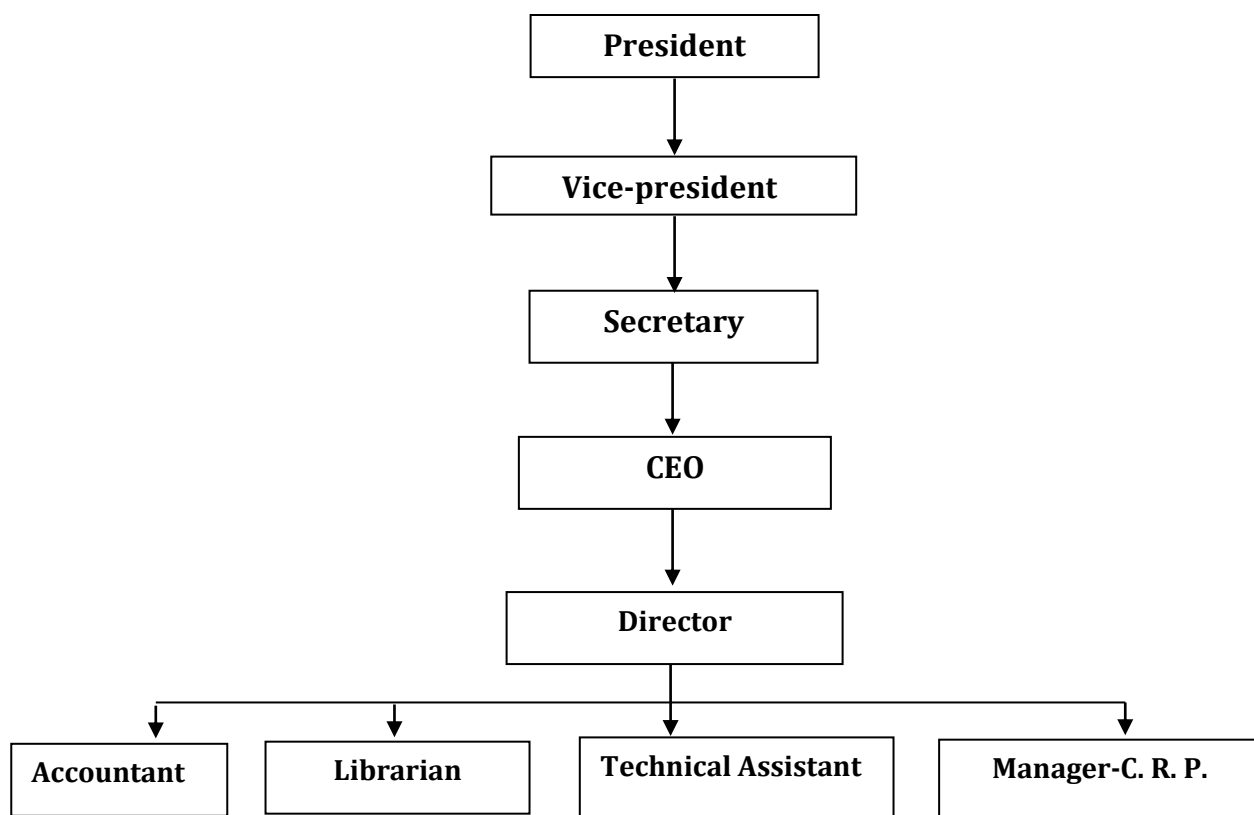 President
Vice-president
Secretary
CEO
Director
Accountant
Librarian
Technical Assistant
Manager-C. R. P.